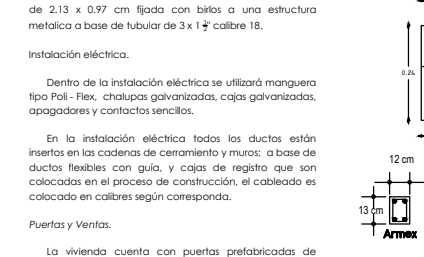 de 2.13 x 0.97 cm fijada con birlos a una estructura
metalica a base de tubular de 3 x 1 ½" calibre 18.
Instalación eléctrica.
Dentro de la instalación eléctrica se utilizará manguera
tipo Poli - Flex, chalupas galvanizadas, cajas galvanizadas,
apagadores y contactos sencillos.
En la instalación eléctrica todos los ductos están
insertos en las cadenas de cerramiento y muros; a base de
ductos flexibles con guía, y cajas de registro que son
colocadas en el proceso de construcción, el cableado es
colocado en calibres según corresponda.
Puertas y Ventas.
La vivienda cuenta con puertas prefabricadas de
0.26
12 cm
13 cm
Armex